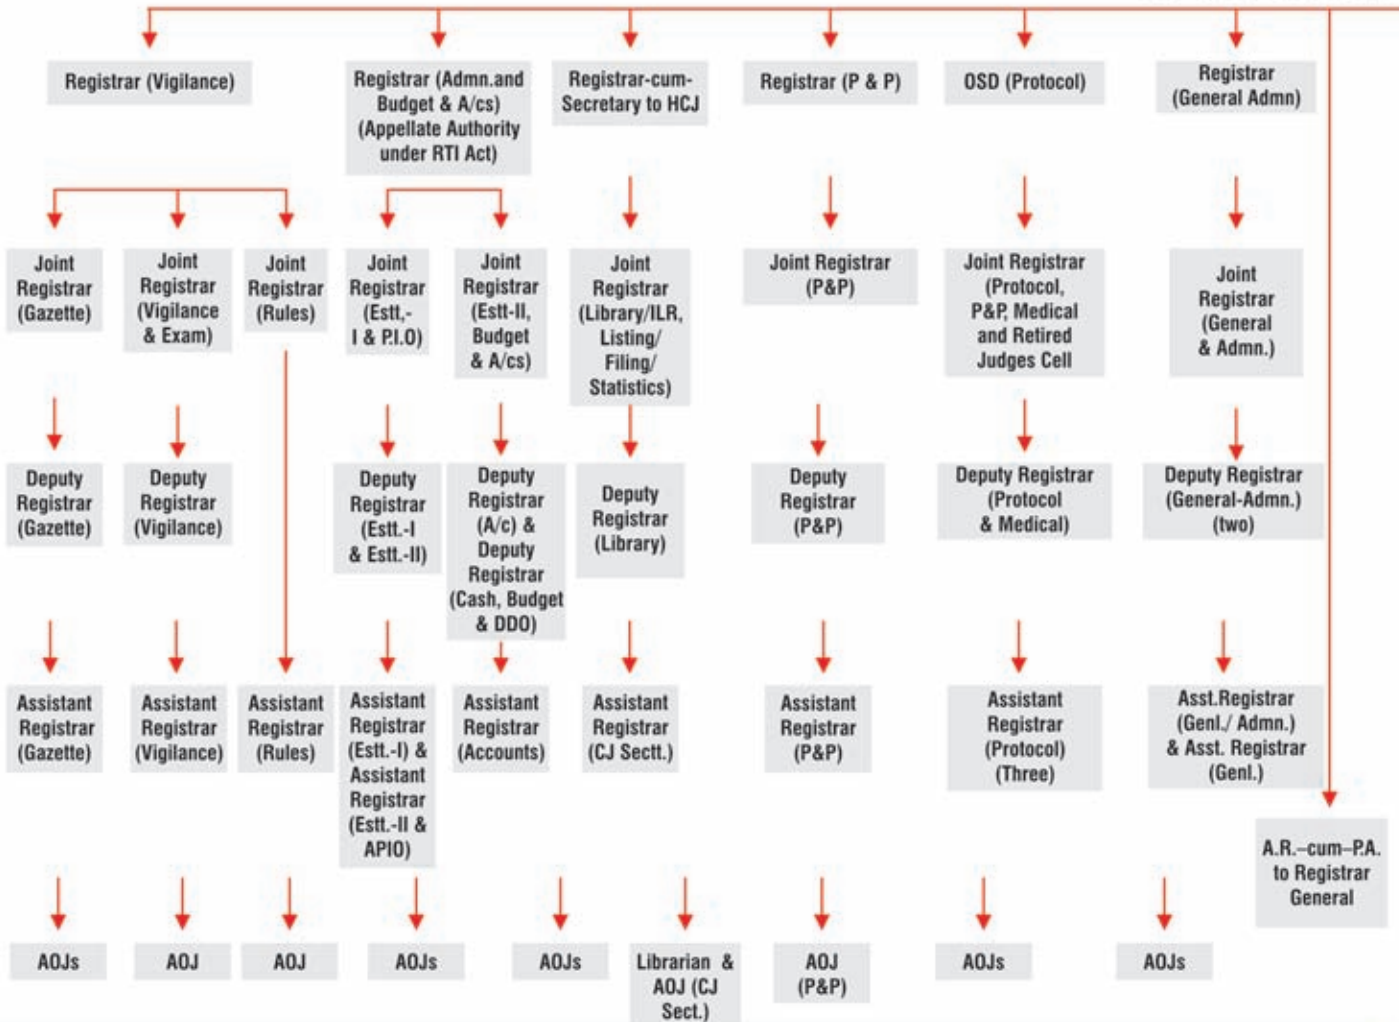 Registrar (Vigilance)
Registrar (Admn.and
Budget & A/cs)
(Appellate Authority
under RTI Act)
Registrar-cum-
Secretary to HCJ
Registrar (P & P)
OSD (Protocol)
Registrar
(General Admn)
Joint
Registrar
(Gazette)
Joint
Registrar
(Vigilance
& Exam)
Joint
Registrar
(Rules)
Joint
Registrar
(Estt,-
I & P.I.O)
Joint
Registrar
(Estt-II,
Budget
& A/cs)
Joint
Registrar
(Library/ILR,
Listing/
Filing/
Statistics)
Joint Registrar
(P&P)
Joint Registrar
(Protocol,
P&P, Medical
and Retired
Judges Cell
Joint
Registrar
(General
& Admn.)
Deputy
Registrar
(Gazette)
Deputy
Registrar
(Vigilance)
Deputy
Registrar
(Estt.-I
& Estt.-II)
Deputy
Registrar
(A/c) &
Deputy
Registrar
(Cash, Budget
& DDO)
Deputy
Registrar
(Library)
Deputy
Registrar
(P&P)
Deputy Registrar
(Protocol
& Medical)
Deputy Registrar
(General-Admn.)
(two)
Assistant
Registrar
(Gazette)
Assistant
Registrar
(Vigilance)
Assistant
Registrar
(Rules)
Assistant
Registrar
(Estt.-I) &
Assistant
Registrar
(Estt.-II &
APIO)
Assistant
Registrar
(Accounts)
Assistant
Registrar
(CJ Sectt.)
Assistant
Registrar
(P&P)
Assistant
Registrar
(Protocol)
(Three)
Asst.Registrar
(Genl./ Admn.)
& Asst. Registrar
(Genl.)
A.R.–cum–P.A.
to Registrar
General
AOJs
AOJ
AOJ
AOJs
AOJs
Librarian &
AOJ (CJ
Sect.)
AOJ
(P&P)
AOJs
AOJs